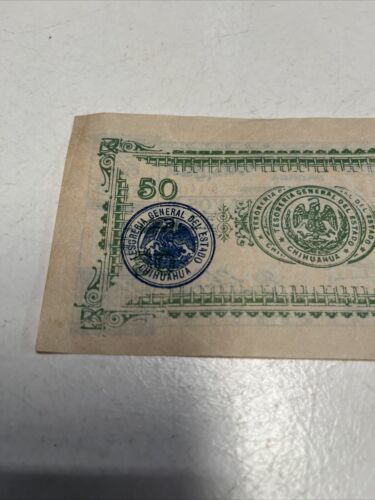 50
TESORERIA GENERAL DEL ESTADO
CHIHUAHUA
TESORERIA GENERAL DEL ESTADO
CHIHUAHUA